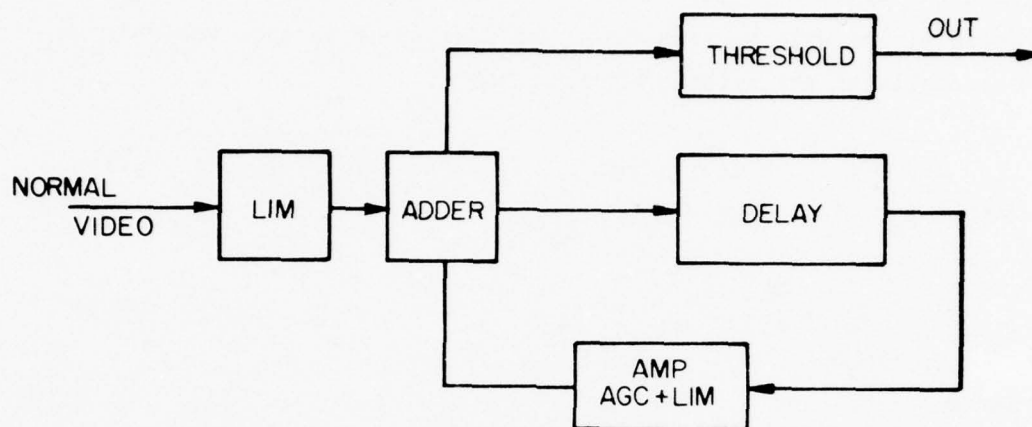 OUT
THRESHOLD
NORMAL
VIDEO
LIM
ADDER
DELAY
AMP
AGC+LIM